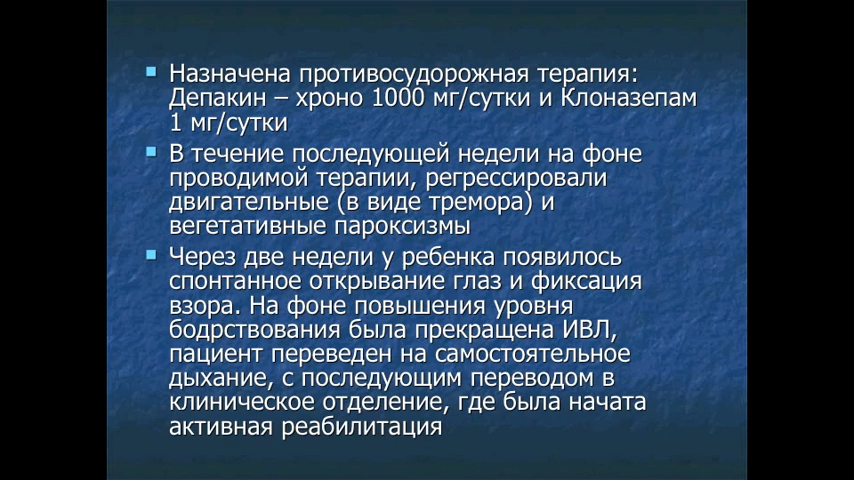 Назначена противосудорожная терапия:
Депакин – хроно 1000 мг/сутки и Клоназепам
1 мг/сутки
В течение последующей недели на фоне
проводимой терапии, регрессировали
двигательные (в виде тремора) и
вегетативные пароксизмы
Через две недели у ребенка появилось
спонтанное открывание глаз и фиксация
взора. На фоне повышения уровня
бодрствования была прекращена ИВЛ,
пациент переведен на самостоятельное
дыхание, с последующим переводом в
клиническое отделение, где была начата
активная реабилитация